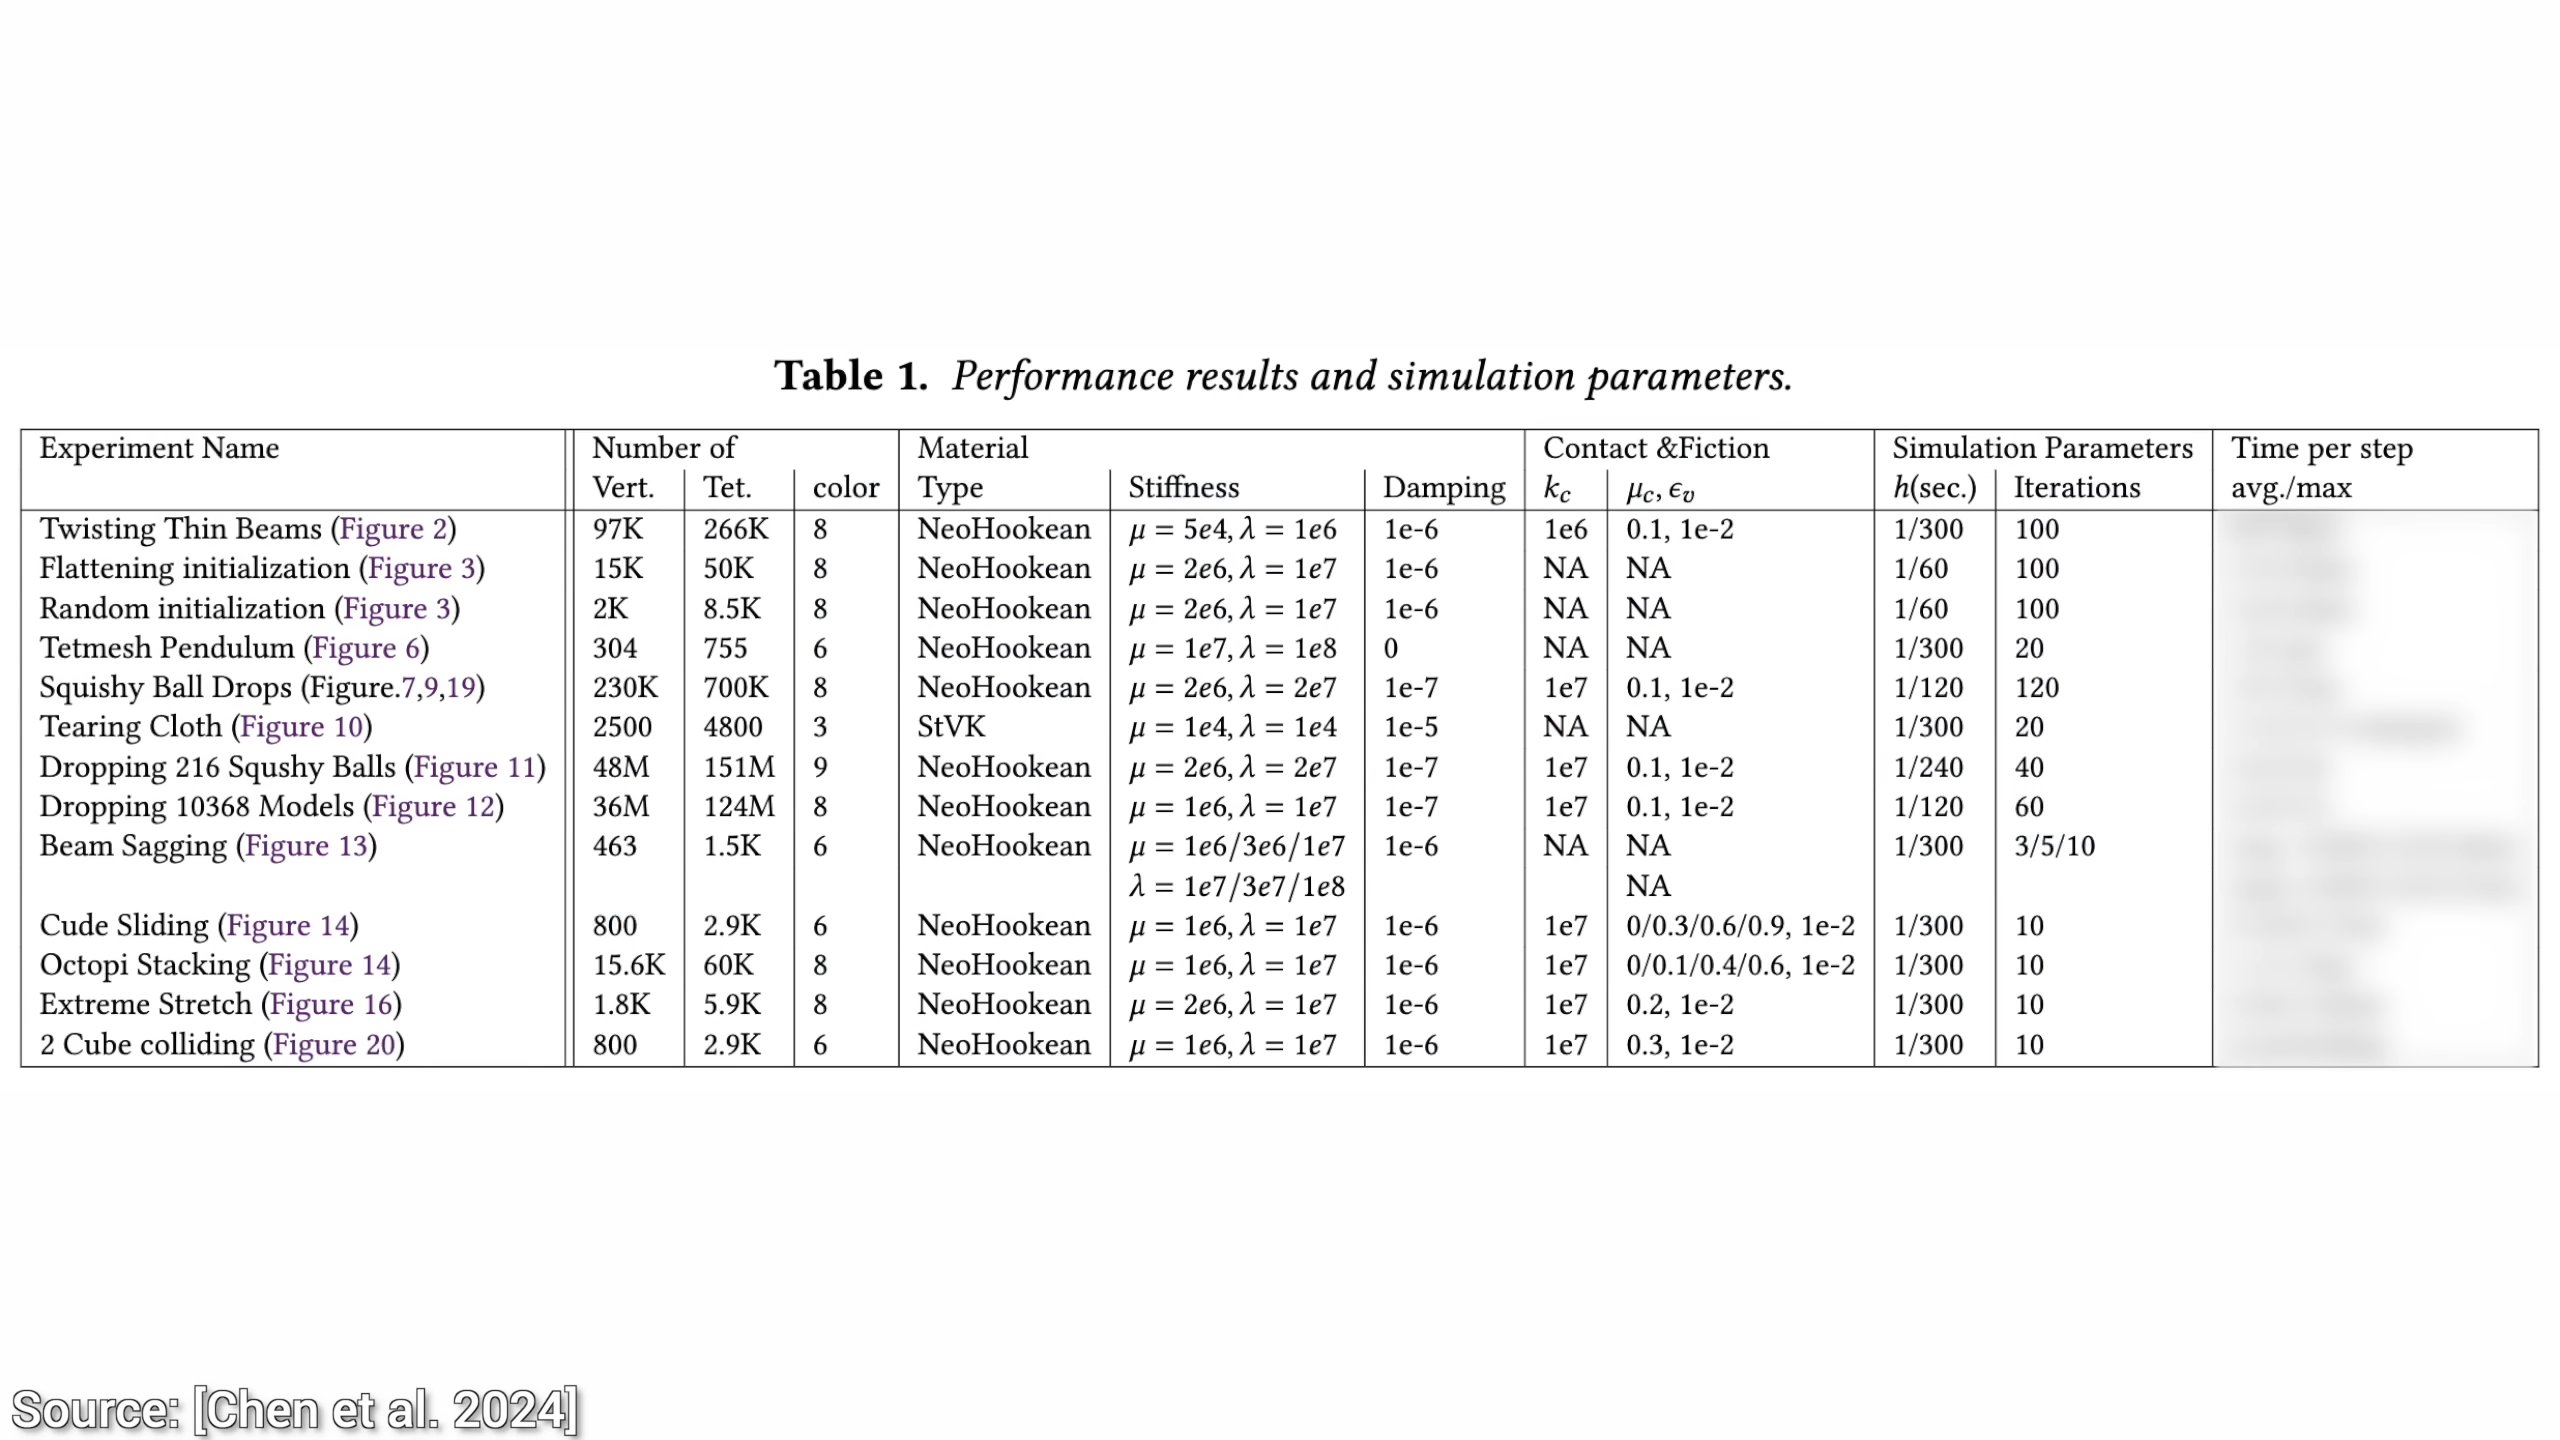 Table 1. Performance results and simulation parameters.
Experiment Name Number of Material Contact &Fiction Simulation Parameters Time per step
Vert. Tet. color Type Stiffness Damping k_c μ_c, ϵ_v h(sec.) Iterations avg./max
Twisting Thin Beams (Figure 2) 97K 266K 8 NeoHookean μ = 5e4, λ = 1e6 1e-6 1e6 0.1, 1e-2 1/300 100
Flattening initialization (Figure 3) 15K 50K 8 NeoHookean μ = 2e6, λ = 1e7 1e-6 NA NA 1/60 100
Random initialization (Figure 3) 2K 8.5K 8 NeoHookean μ = 2e6, λ = 1e7 1e-6 NA NA 1/60 100
Tetmesh Pendulum (Figure 6) 304 755 6 NeoHookean μ = 1e7, λ = 1e8 0 NA NA 1/300 20
Squishy Ball Drops (Figure.7,9,19) 230K 700K 8 NeoHookean μ = 2e6, λ = 2e7 1e-7 1e7 0.1, 1e-2 1/120 120
Tearing Cloth (Figure 10) 2500 4800 3 StVK μ = 1e4, λ = 1e4 1e-5 NA NA 1/300 20
Dropping 216 Squshy Balls (Figure 11) 48M 151M 9 NeoHookean μ = 2e6, λ = 2e7 1e-7 1e7 0.1, 1e-2 1/240 40
Dropping 10368 Models (Figure 12) 36M 124M 8 NeoHookean μ = 1e6, λ = 1e7 1e-7 1e7 0.1, 1e-2 1/120 60
Beam Sagging (Figure 13) 463 1.5K 6 NeoHookean μ = 1e6/3e6/1e7 1e-6 NA NA 1/300 3/5/10
λ = 1e7/3e7/1e8 NA
Cude Sliding (Figure 14) 800 2.9K 6 NeoHookean μ = 1e6, λ = 1e7 1e-6 1e7 0/0.3/0.6/0.9, 1e-2 1/300 10
Octopi Stacking (Figure 14) 15.6K 60K 8 NeoHookean μ = 1e6, λ = 1e7 1e-6 1e7 0/0.1/0.4/0.6, 1e-2 1/300 10
Extreme Stretch (Figure 16) 1.8K 5.9K 8 NeoHookean μ = 2e6, λ = 1e7 1e-6 1e7 0.2, 1e-2 1/300 10
2 Cube colliding (Figure 20) 800 2.9K 6 NeoHookean μ = 1e6, λ = 1e7 1e-6 1e7 0.3, 1e-2 1/300 10
Source: [Chen et al. 2024]